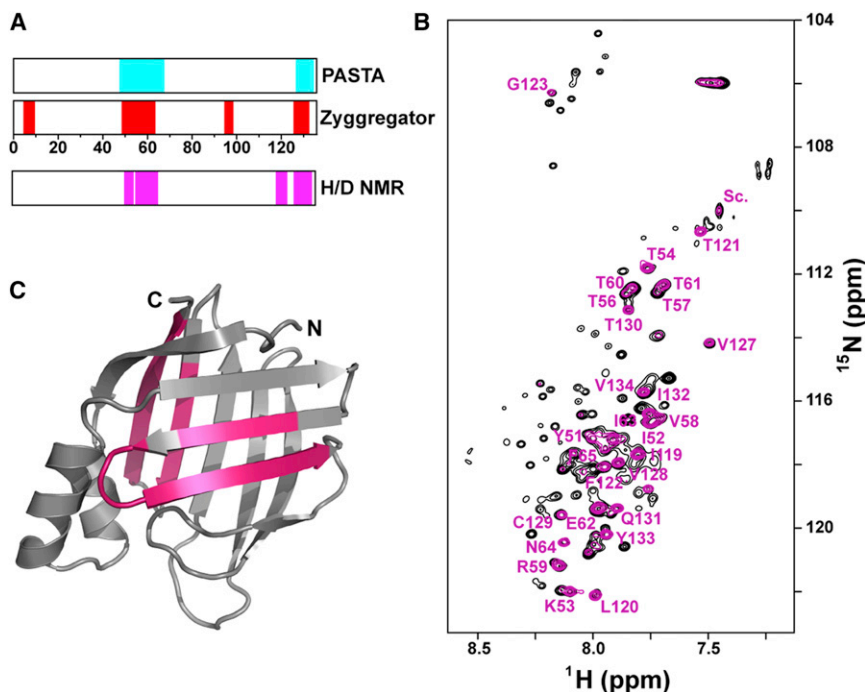 A
PASTA
Zyggregator
0 20 40 60 80 100 120
H/D NMR
C
C
N
B
104
108
112
116
120
8.5 8.0 7.5
¹H (ppm)
¹⁵N (ppm)
G123
Sc.
T121
T54
T60
T61
T56
T57
T130
V127
V134
I132
V58
Y51
I52
F122
C129
E62
Q131
Y133
N64
R59
K53
L120